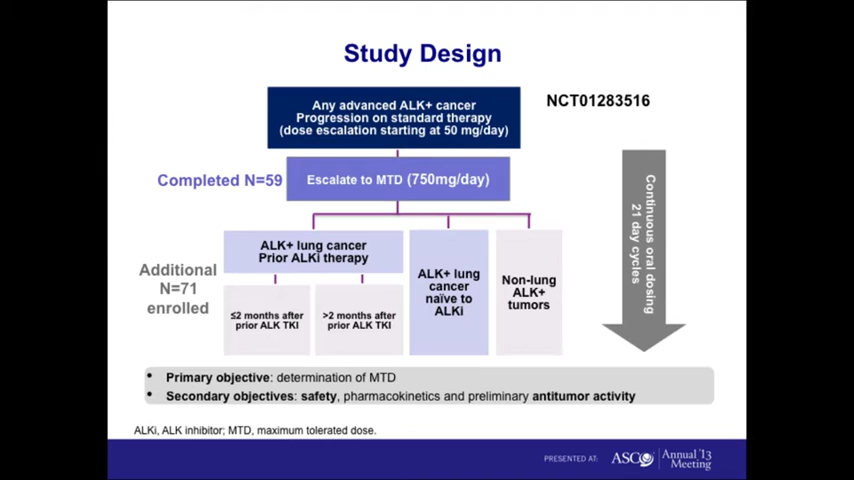 Study Design
Any advanced ALK+ cancer
Progression on standard therapy
(dose escalation starting at 50 mg/day)
NCT01283516
Completed N=59
Escalate to MTD (750mg/day)
Continuous oral dosing
21 day cycles
Additional
N=71
enrolled
ALK+ lung cancer
Prior ALKi therapy
≤2 months after
prior ALK TKI
>2 months after
prior ALK TKI
ALK+ lung
cancer
naïve to
ALKi
Non-lung
ALK+
tumors
• Primary objective: determination of MTD
• Secondary objectives: safety, pharmacokinetics and preliminary antitumor activity
ALKi, ALK inhibitor; MTD, maximum tolerated dose.
PRESENTED AT:
ASCO
Annual '13
Meeting